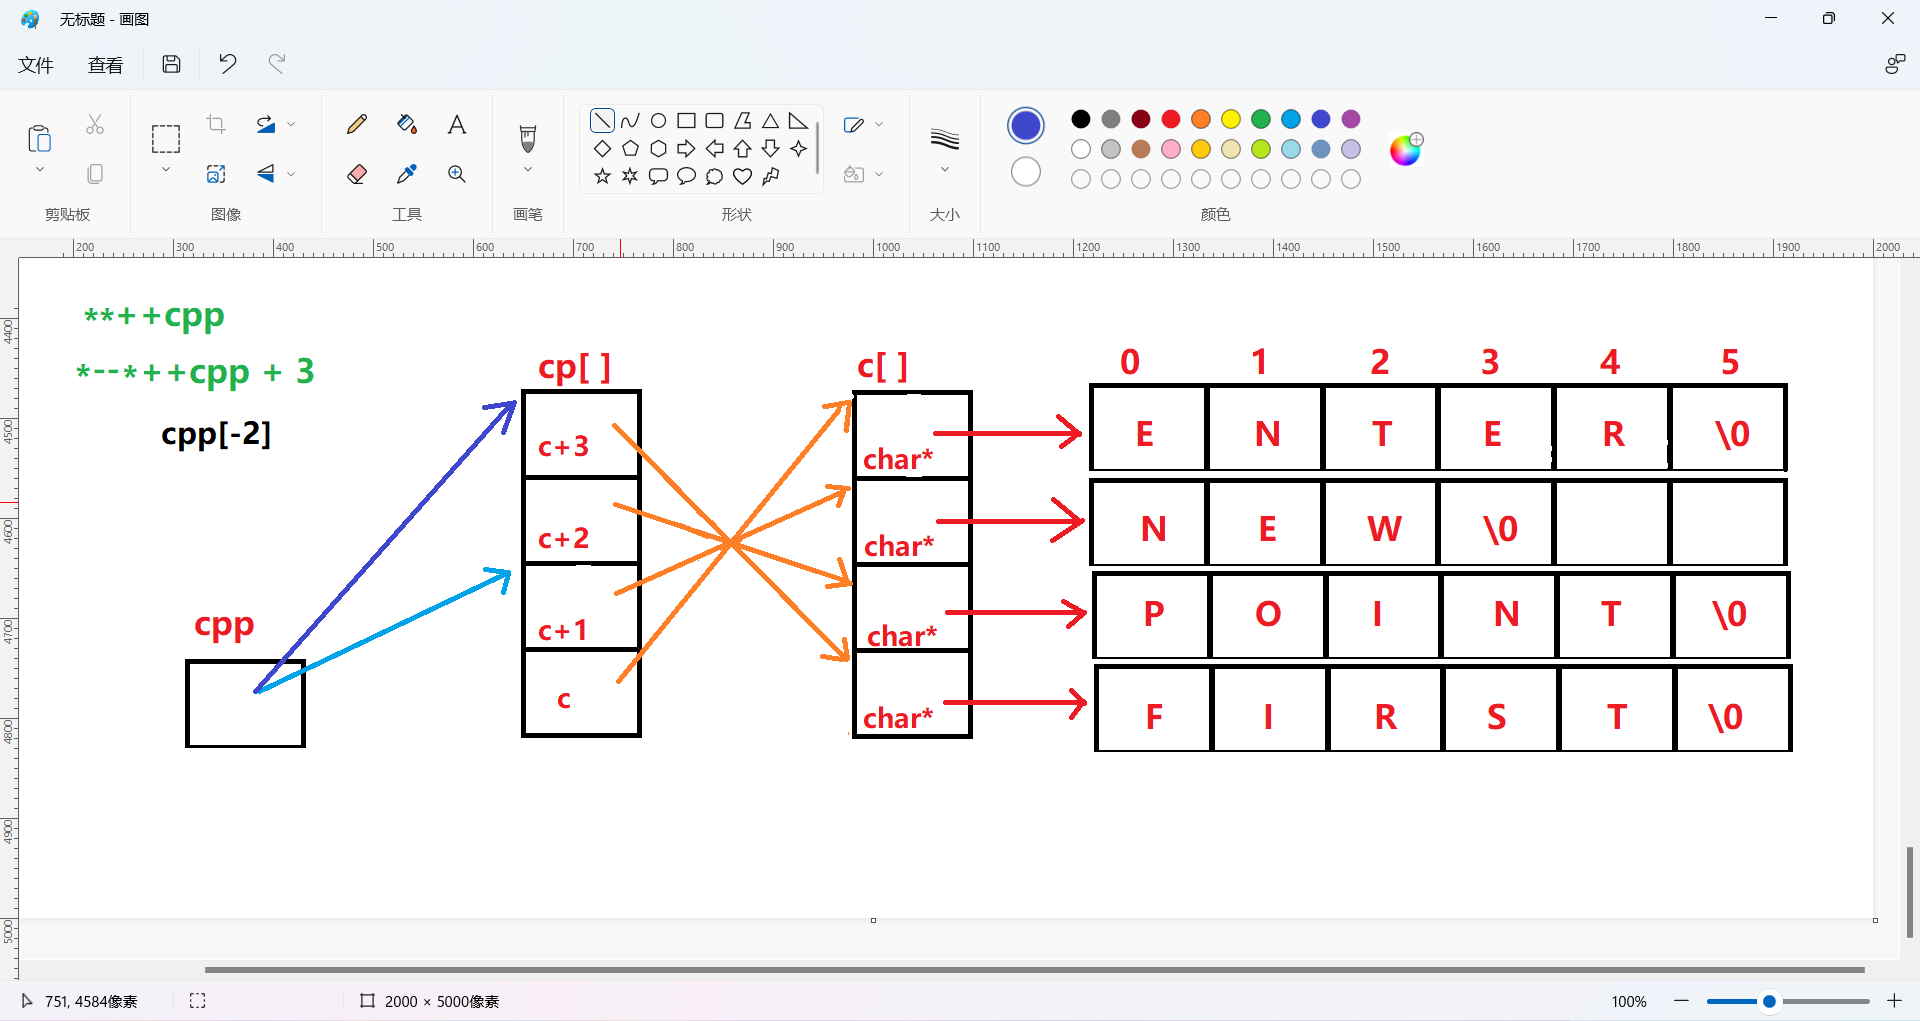 无标题 - 画图
文件 查看
剪贴板 图像 工具 画笔 形状 大小 颜色
200 300 400 500 600 700 800 900 1000 1100 1200 1300 1400 1500 1600 1700 1800 1900 2000
4400
4500
4600
4700
4800
4900
5000
**++cpp
*--*++cpp + 3
cpp[-2]
cpp
cp[ ]
c+3
c+2
c+1
c
c[ ]
char*
char*
char*
char*
0 1 2 3 4 5
E N T E R \0
N E W \0
P O I N T \0
F I R S T \0
751, 4584像素
2000 × 5000像素
100%